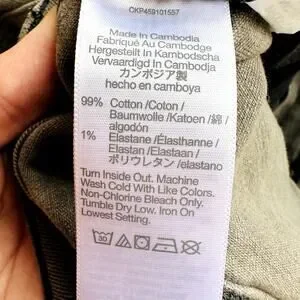 CKP459101557
Made In Cambodia
Fabriqué Au Cambodge
Hergestellt In Kambodscha
Vervaardigd In Cambodja
カンボジア製
hecho en camboya
99% Cotton /Coton /
Baumwolle /Katoen /綿 /
algodón
1% Elastane /Élasthanne /
Elastan /Elastaan /
ポリウレタン /elastano
Turn Inside Out. Machine
Wash Cold With Like Colors.
Non-Chlorine Bleach Only.
Tumble Dry Low. Iron On
Lowest Setting.
30